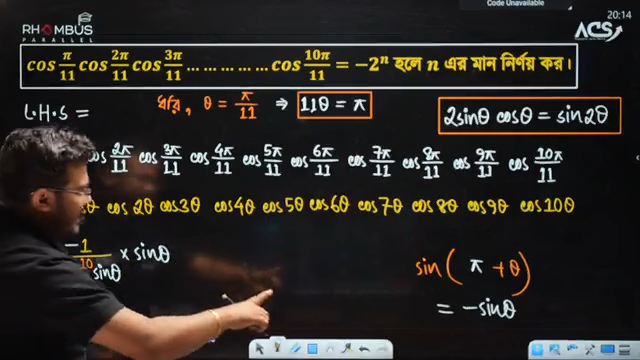 Code Unavailable
20:14
RHOMBUS
PARALLEL
ACS
cos π/11 cos 2π/11 cos 3π/11 ……………… cos 10π/11 = −2ⁿ হলে n এর মান নির্ণয় কর।
L.H.S =
ধরি, θ = π/11 ⇒ 11θ = π
2sinθ cosθ = sin2θ
cos 2π/11 cos 3π/11 cos 4π/11 cos 5π/11 cos 6π/11 cos 7π/11 cos 8π/11 cos 9π/11 cos 10π/11
θ cos 2θ cos3θ cos4θ cos5θ cos6θ cos7θ cos8θ cos9θ cos10θ
−1
10 sinθ × sinθ
sin( π + θ )
= −sinθ